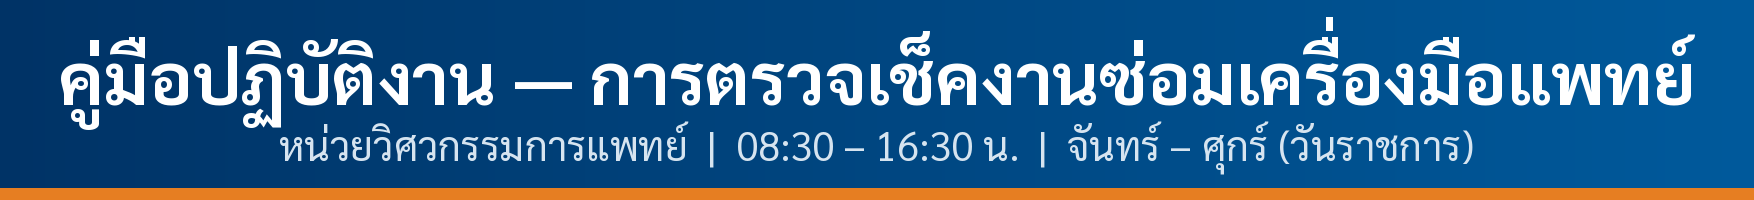 คู่มือปฏิบัติงาน — การตรวจเช็คงานซ่อมเครื่องมือแพทย์
หน่วยวิศวกรรมการแพทย์ | 08:30 – 16:30 น. | จันทร์ – ศุกร์ (วันราชการ)